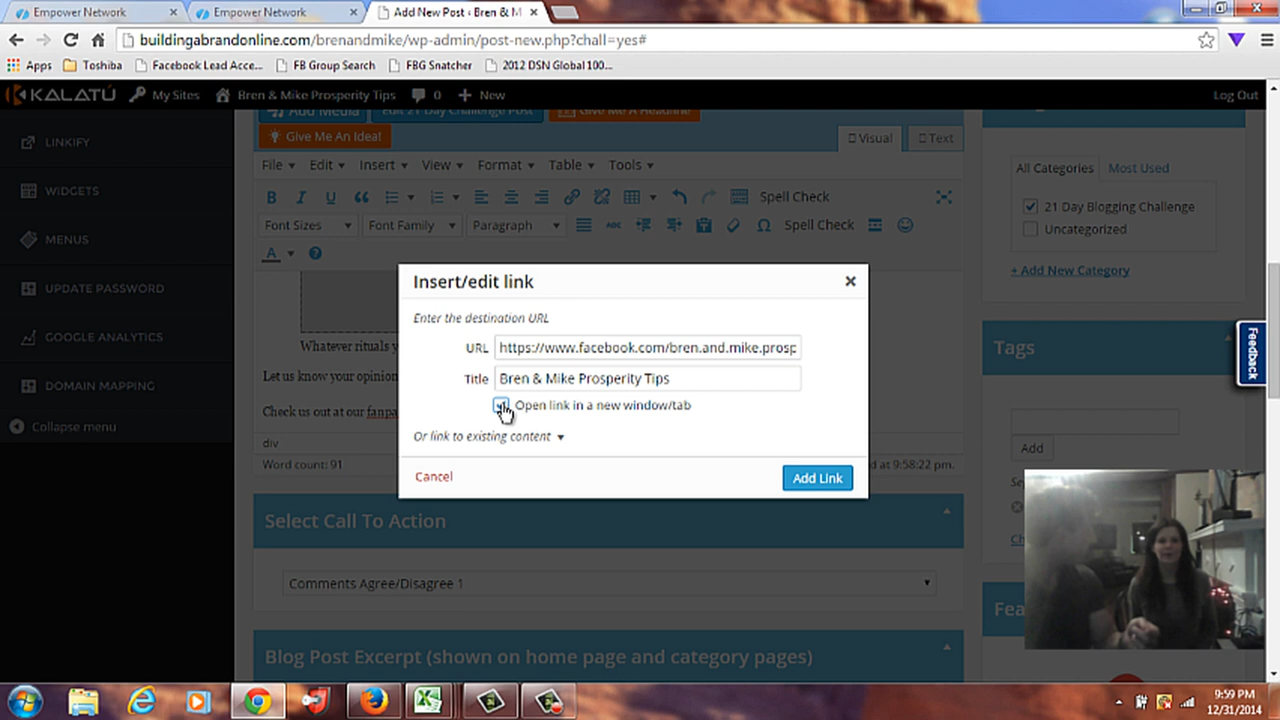 Empower Network
Empower Network
Add New Post ‹ Bren & M
buildingabrandonline.com/brenandmike/wp-admin/post-new.php?chall=yes#
Apps
Toshiba
Facebook Lead Acce...
FB Group Search
FBG Snatcher
2012 DSN Global 100...
KALATÚ
My Sites
Bren & Mike Prosperity Tips
0
New
Log Out
Add Media
Edit 21 Day Challenge Post
Give Me A Headline
Give Me An Idea!
Visual
Text
LINKIFY
WIDGETS
MENUS
UPDATE PASSWORD
GOOGLE ANALYTICS
DOMAIN MAPPING
Collapse menu
File
Edit
Insert
View
Format
Table
Tools
Spell Check
Font Sizes
Font Family
Paragraph
Spell Check
Whatever rituals
Let us know your opinion
Check us out at our fanpa
div
Word count: 91
d at 9:58:22 pm.
Insert/edit link
Enter the destination URL
URL
https://www.facebook.com/bren.and.mike.prosp
Title
Bren & Mike Prosperity Tips
Open link in a new window/tab
Or link to existing content
Cancel
Add Link
Select Call To Action
Comments Agree/Disagree 1
Blog Post Excerpt (shown on home page and category pages)
All Categories
Most Used
21 Day Blogging Challenge
Uncategorized
+ Add New Category
Tags
Add
Feedback
Fea
9:59 PM
12/31/2014